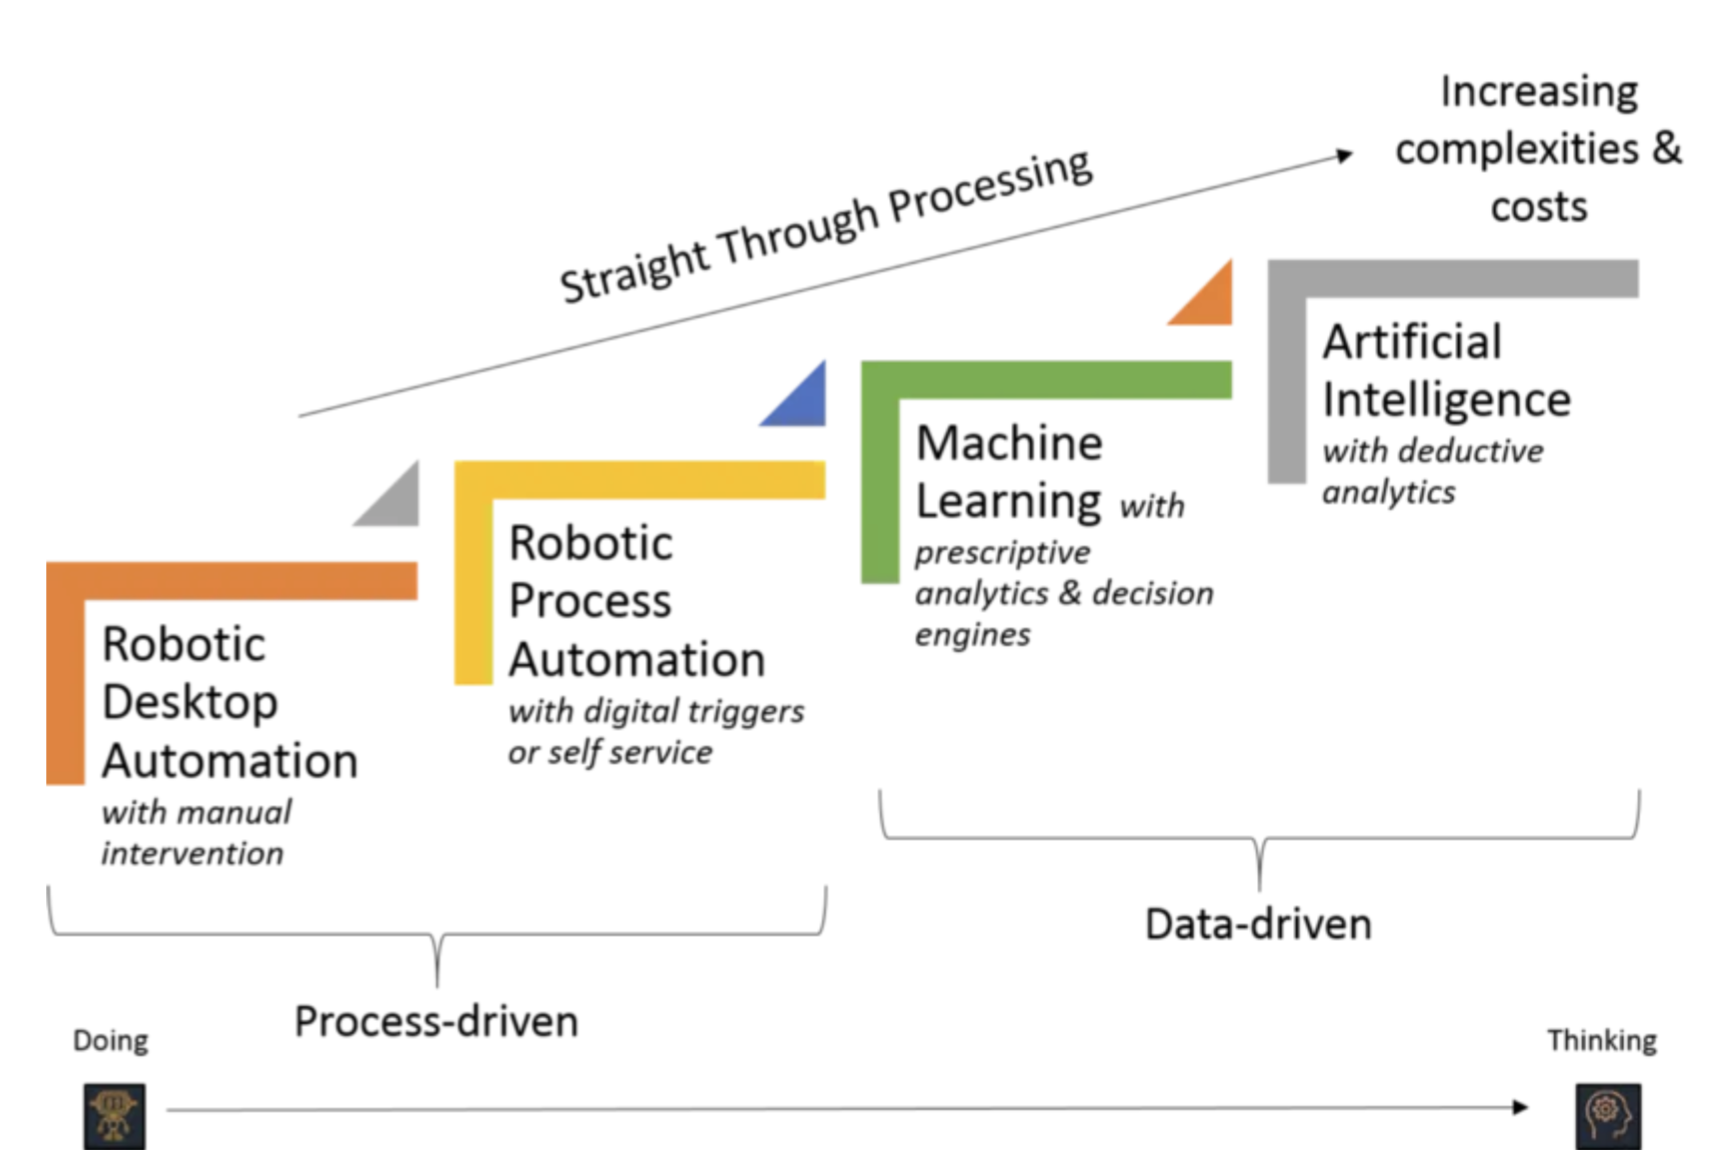 Increasing
complexities &
costs
Straight Through Processing
Artificial
Intelligence
with deductive
analytics
Machine
Learning with
prescriptive
analytics & decision
engines
Robotic
Process
Automation
with digital triggers
or self service
Robotic
Desktop
Automation
with manual
intervention
Data-driven
Process-driven
Doing
Thinking